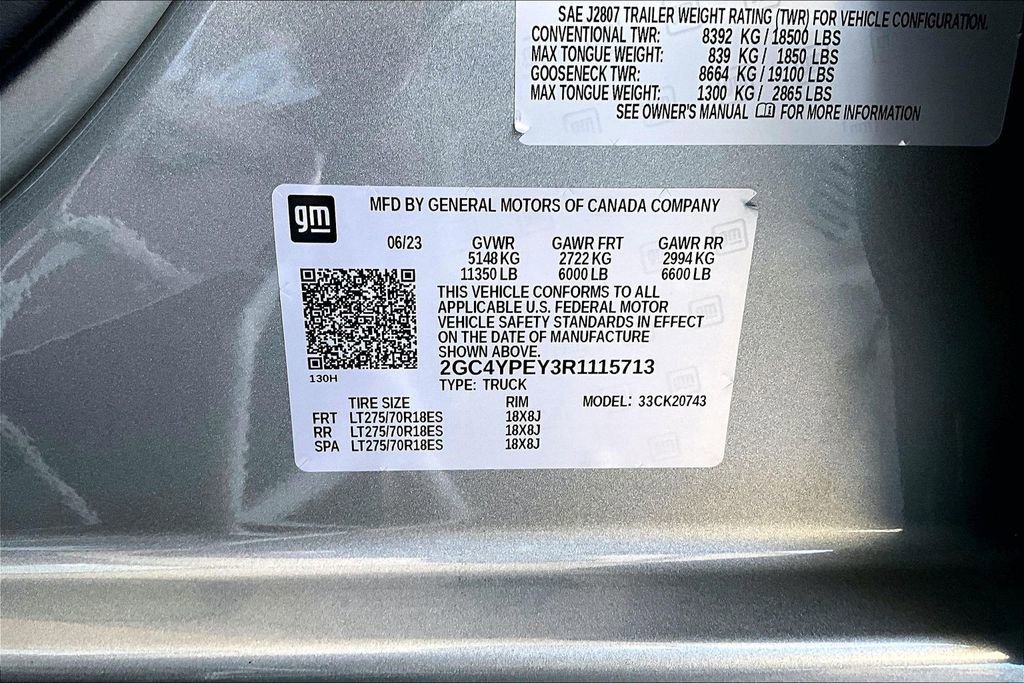 SAE J2807 TRAILER WEIGHT RATING (TWR) FOR VEHICLE CONFIGURATION.
CONVENTIONAL TWR: 8392 KG / 18500 LBS
MAX TONGUE WEIGHT: 839 KG / 1850 LBS
GOOSENECK TWR: 8664 KG / 19100 LBS
MAX TONGUE WEIGHT: 1300 KG / 2865 LBS
SEE OWNER'S MANUAL FOR MORE INFORMATION
gm
MFD BY GENERAL MOTORS OF CANADA COMPANY
06/23 GVWR GAWR FRT GAWR RR
5148 KG 2722 KG 2994 KG
11350 LB 6000 LB 6600 LB
THIS VEHICLE CONFORMS TO ALL
APPLICABLE U.S. FEDERAL MOTOR
VEHICLE SAFETY STANDARDS IN EFFECT
ON THE DATE OF MANUFACTURE
SHOWN ABOVE.
2GC4YPEY3R1115713
130H
TYPE: TRUCK
TIRE SIZE RIM MODEL: 33CK20743
FRT LT275/70R18ES 18X8J
RR LT275/70R18ES 18X8J
SPA LT275/70R18ES 18X8J